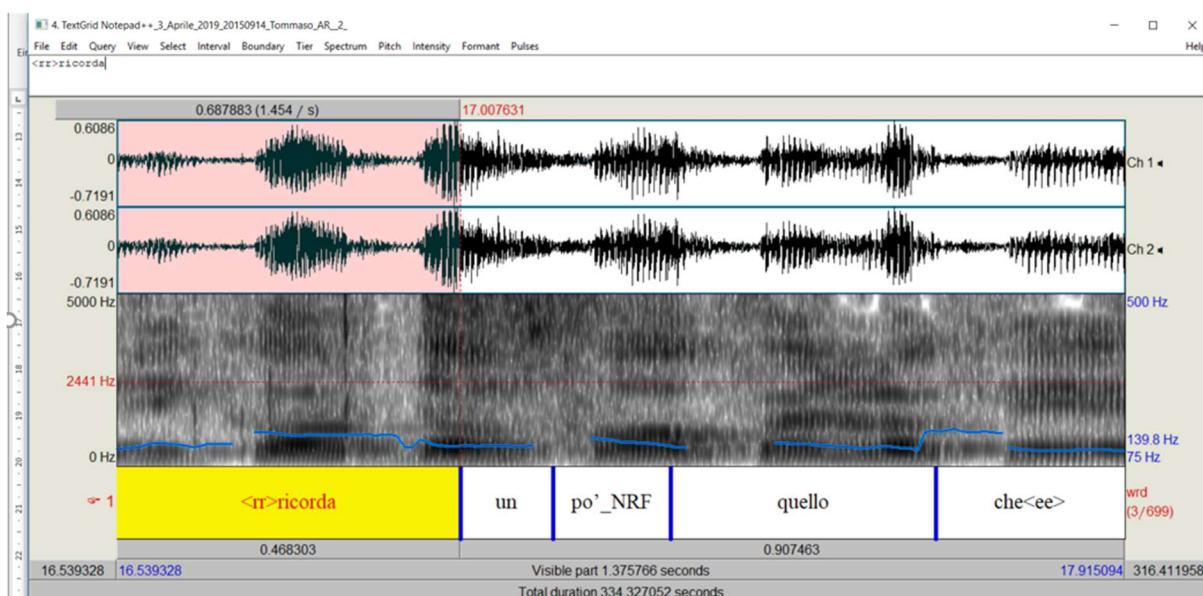 4. TextGrid Notepad++_3_Aprile_2019_20150914_Tommaso_AR__2_
File Edit Query View Select Interval Boundary Tier Spectrum Pitch Intensity Formant Pulses Help
<rr>ricorda
0.687883 (1.454 / s) 17.007631
0.6086
0
-0.7191
Ch 1
0.6086
0
-0.7191
Ch 2
5000 Hz 500 Hz
2441 Hz
139.8 Hz
0 Hz 75 Hz
1 <rr>ricorda un po’_NRF quello che<ee> wrd
(3/699)
0.468303 0.907463
16.539328 16.539328 Visible part 1.375766 seconds 17.915094 316.411958
Total duration 334.327052 seconds